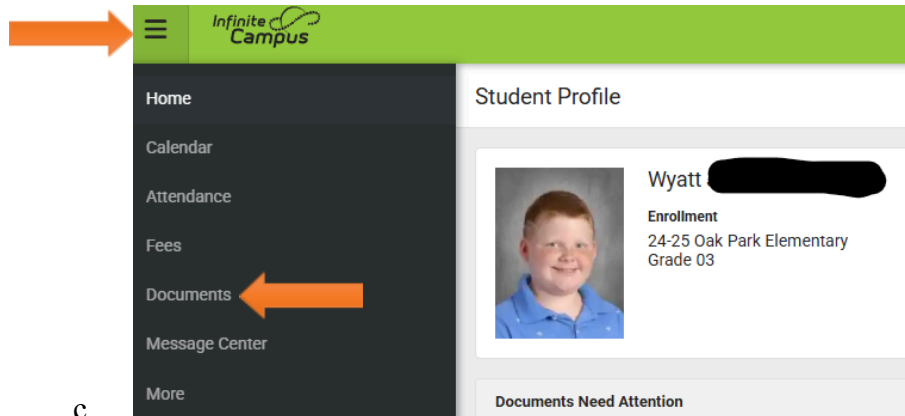 Infinite
Campus
Home
Student Profile
Calendar
Wyatt
Attendance
Enrollment
24-25 Oak Park Elementary
Grade 03
Fees
Documents
Message Center
More
Documents Need Attention
c